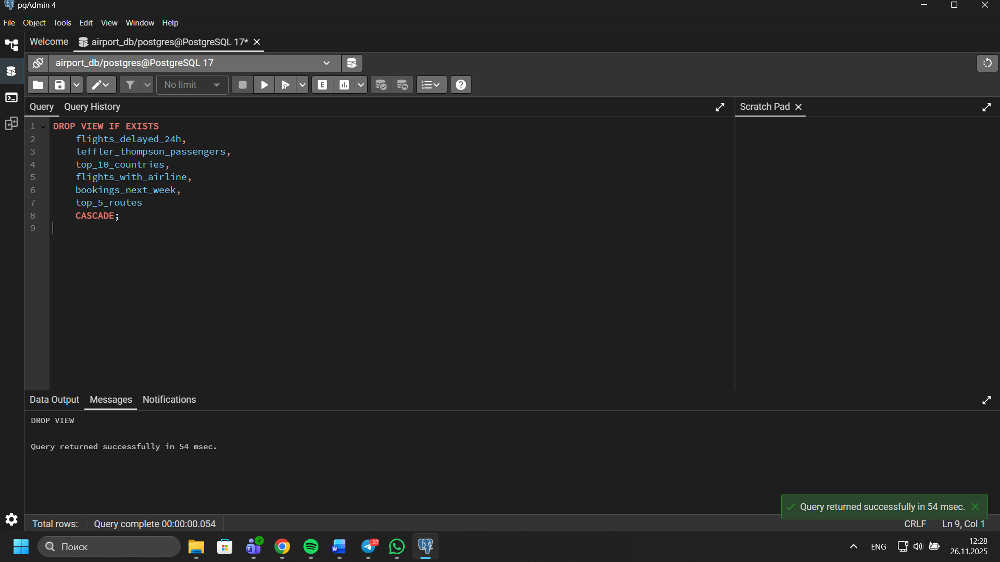 pgAdmin 4
File Object Tools Edit View Window Help
Welcome airport_db/postgres@PostgreSQL 17*
airport_db/postgres@PostgreSQL 17
No limit
E
Query Query History
Scratch Pad
1 DROP VIEW IF EXISTS
2 flights_delayed_24h,
3 leffler_thompson_passengers,
4 top_10_countries,
5 flights_with_airline,
6 bookings_next_week,
7 top_5_routes
8 CASCADE;
9
Data Output Messages Notifications
DROP VIEW
Query returned successfully in 54 msec.
Query returned successfully in 54 msec.
Total rows: Query complete 00:00:00.054
CRLF Ln 9, Col 1
Поиск
T
W
.07
ENG
12:28
26.11.2025